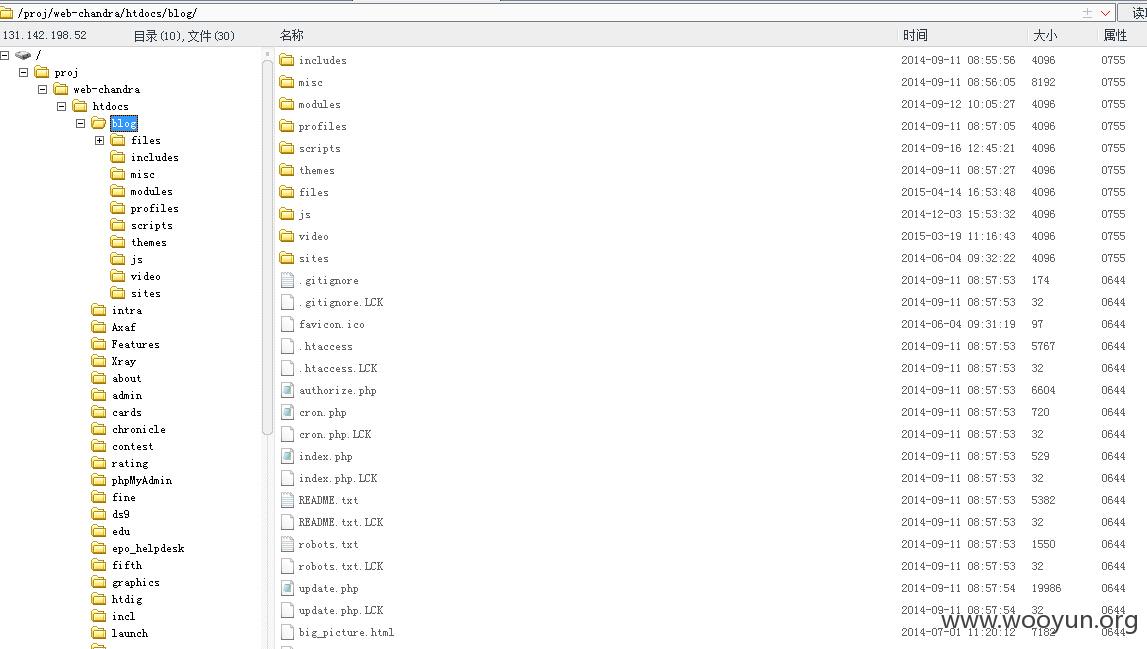 /proj/web-chandra/htdocs/blog/
131.142.198.52 目录(10),文件(30) 名称 时间 大小 属性
/
proj
web-chandra
htdocs
blog
files
includes
misc
modules
profiles
scripts
themes
js
video
sites
intra
Axaf
Features
Xray
about
admin
cards
chronicle
contest
rating
phpMyAdmin
fine
ds9
edu
epo_helpdesk
fifth
graphics
htdig
incl
launch
includes 2014-09-11 08:55:56 4096 0755
misc 2014-09-11 08:56:05 8192 0755
modules 2014-09-12 10:05:27 4096 0755
profiles 2014-09-11 08:57:05 4096 0755
scripts 2014-09-16 12:45:21 4096 0755
themes 2014-09-11 08:57:27 4096 0755
files 2015-04-14 16:53:48 4096 0755
js 2014-12-03 15:53:32 4096 0755
video 2015-03-19 11:16:43 4096 0755
sites 2014-06-04 09:32:22 4096 0755
.gitignore 2014-09-11 08:57:53 174 0644
.gitignore.LCK 2014-09-11 08:57:53 32 0644
favicon.ico 2014-06-04 09:31:19 97 0644
.htaccess 2014-09-11 08:57:53 5767 0644
.htaccess.LCK 2014-09-11 08:57:53 32 0644
authorize.php 2014-09-11 08:57:53 6604 0644
cron.php 2014-09-11 08:57:53 720 0644
cron.php.LCK 2014-09-11 08:57:53 32 0644
index.php 2014-09-11 08:57:53 529 0644
index.php.LCK 2014-09-11 08:57:53 32 0644
README.txt 2014-09-11 08:57:53 5382 0644
README.txt.LCK 2014-09-11 08:57:53 32 0644
robots.txt 2014-09-11 08:57:53 1550 0644
robots.txt.LCK 2014-09-11 08:57:53 32 0644
update.php 2014-09-11 08:57:54 19986 0644
update.php.LCK 2014-09-11 08:57:54 32 0644
big_picture.html 2014-07-01 11:20:12 7182 0644
www.wooyun.org